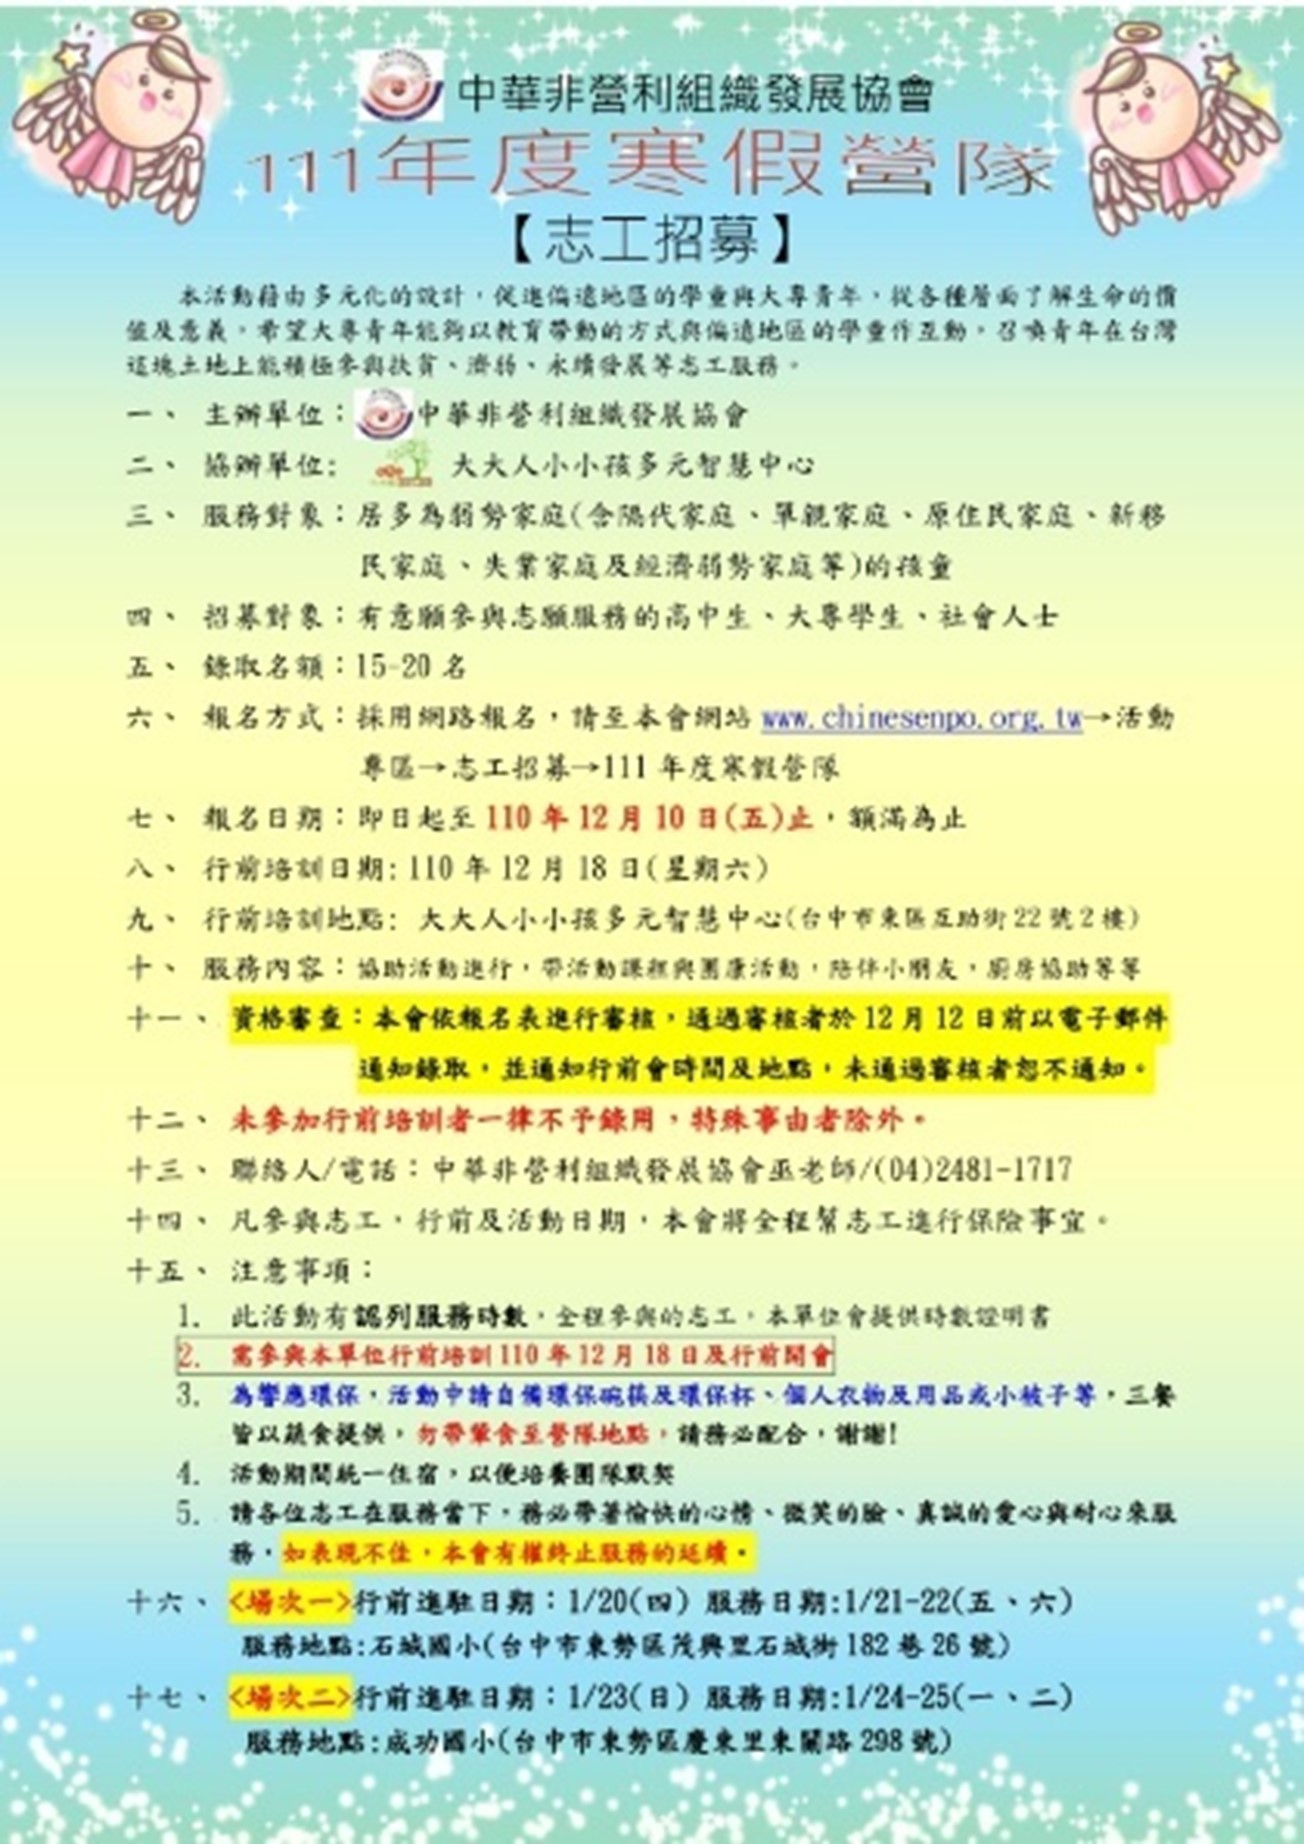 中華非營利組織發展協會
111年度寒假營隊
【志工招募】
本活動藉由多元化的設計，促進偏遠地區的學童與大專青年，從各種層面了解生命的價
值及意義。希望大專青年能夠以教育帶動的方式與偏遠地區的學童作互動，召喚青年在台灣
這塊土地上能積極參與扶貧、濟弱、永續發展等志工服務。
一、 主辦單位：中華非營利組織發展協會
二、 協辦單位: 大大人小小孩多元智慧中心
三、 服務對象：居多為弱勢家庭(含隔代家庭、單親家庭、原住民家庭、新移
民家庭、失業家庭及經濟弱勢家庭等)的孩童
四、 招募對象：有意願參與志願服務的高中生、大專學生、社會人士
五、 錄取名額：15-20 名
六、 報名方式：採用網路報名，請至本會網站 www.chinesenpo.org.tw→活動
專區→志工招募→111 年度寒假營隊
七、 報名日期：即日起至 110 年 12 月 10 日(五)止，額滿為止
八、 行前培訓日期: 110 年 12 月 18 日(星期六)
九、 行前培訓地點: 大大人小小孩多元智慧中心(台中市東區互助街 22 號 2 樓)
十、 服務內容：協助活動進行，帶活動課程與團康活動，陪伴小朋友，廚房協助等等
十一、 資格審查：本會依報名表進行審核，通過審核者於 12 月 12 日前以電子郵件
通知錄取，並通知行前會時間及地點，未通過審核者恕不通知。
十二、 未參加行前培訓者一律不予錄用，特殊事由者除外。
十三、 聯絡人/電話：中華非營利組織發展協會巫老師/(04)2481-1717
十四、 凡參與志工，行前及活動日期，本會將全程幫志工進行保險事宜。
十五、 注意事項：
1. 此活動有認列服務時數，全程參與的志工，本單位會提供時數證明書
2. 需參與本單位行前培訓 110 年 12 月 18 日及行前開會
3. 為響應環保，活動中請自備環保碗筷及環保杯、個人衣物及用品或小被子等，三餐
皆以蔬食提供，勿帶葷食至營隊地點，請務必配合，謝謝!
4. 活動期間統一住宿，以便培養團隊默契
5. 請各位志工在服務當下，務必帶著愉快的心情、微笑的臉、真誠的愛心與耐心來服
務，如表現不佳，本會有權終止服務的延續。
十六、 <場次一>行前進駐日期：1/20(四) 服務日期:1/21-22(五、六)
服務地點:石城國小(台中市東勢區茂興里石城街 182 巷 26 號)
十七、 <場次二>行前進駐日期：1/23(日) 服務日期:1/24-25(一、二)
服務地點:成功國小(台中市東勢區慶東里東關路 298 號)